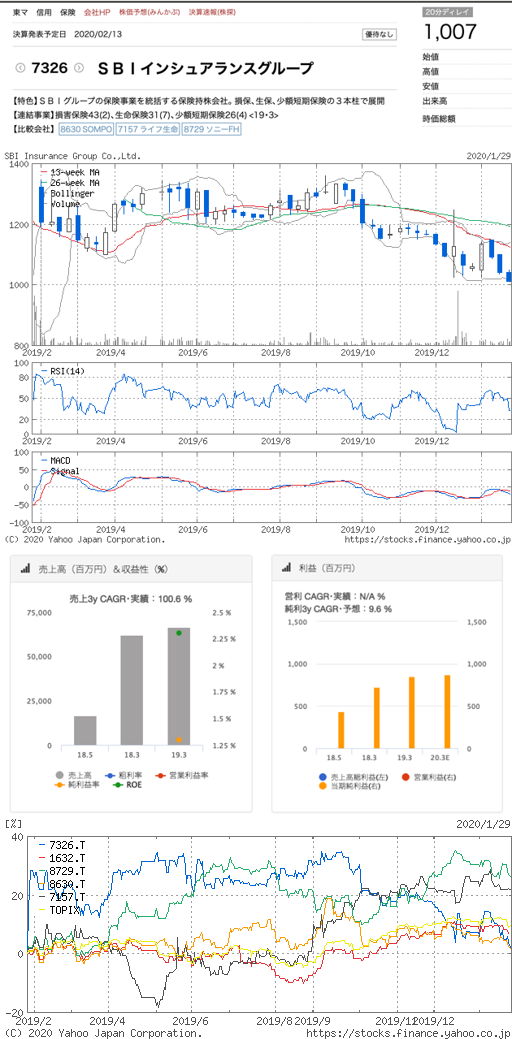 東マ 信用 保険 会社HP 株価予想(みんかぶ) 決算速報(株探)
20分ディレイ
1,007
決算発表予定日 2020/02/13
優待なし
7326
ＳＢＩインシュアランスグループ
始値
高値
安値
出来高
時価総額
【特色】ＳＢＩグループの保険事業を統括する保険持株会社。損保、生保、少額短期保険の３本柱で展開
【連結事業】損害保険43(2)、生命保険31(7)、少額短期保険26(4) <19・3>
【比較会社】 8630 SOMPO 7157 ライフ生命 8729 ソニーFH
SBI Insurance Group Co.,Ltd. 2020/1/29
1400
13-week MA
26-week MA
Bollinger
Volume
1200
1000
800
2019/2 2019/4 2019/6 2019/8 2019/10 2019/12
100
RSI(14)
80
50
20
0
2019/2 2019/4 2019/6 2019/8 2019/10 2019/12
100
MACD
Signal
50
0
-50
-100
2019/2 2019/4 2019/6 2019/8 2019/10 2019/12
(C) 2020 Yahoo Japan Corporation. https://stocks.finance.yahoo.co.jp
売上高（百万円）＆収益性（%）
売上3y CAGR・実績：100.6 %
75,000
50,000
25,000
0
2.5 %
2.25 %
2 %
1.75 %
1.5 %
1.25 %
18.5 18.3 19.3
売上高 粗利率 営業利益率
純利益率 ROE
利益（百万円）
営利 CAGR・実績：N/A %
純利3y CAGR・予想：9.6 %
1,500
1,000
500
0
1,500
1,000
500
0
18.5 18.3 19.3 20.3E
売上高総利益(左) 営業利益(右)
当期純利益(右)
[%] 2020/1/29
40
7326.T
1632.T
8729.T
8630.T
7157.T
TOPIX
20
0
-20
2019/2 2019/4 2019/6 2019/8 2019/9 2019/11 2019/12
(C) 2020 Yahoo Japan Corporation. https://stocks.finance.yahoo.co.jp